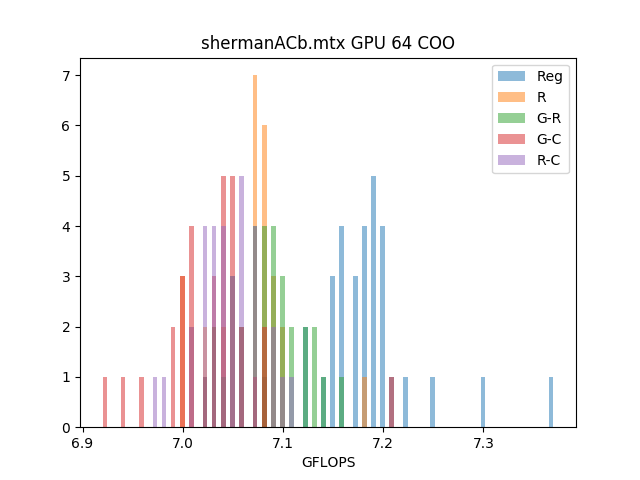 shermanACb.mtx GPU 64 COO
Reg
R
G-R
G-C
R-C
7
6
5
4
3
2
1
0
6.9 7.0 7.1 7.2 7.3
GFLOPS